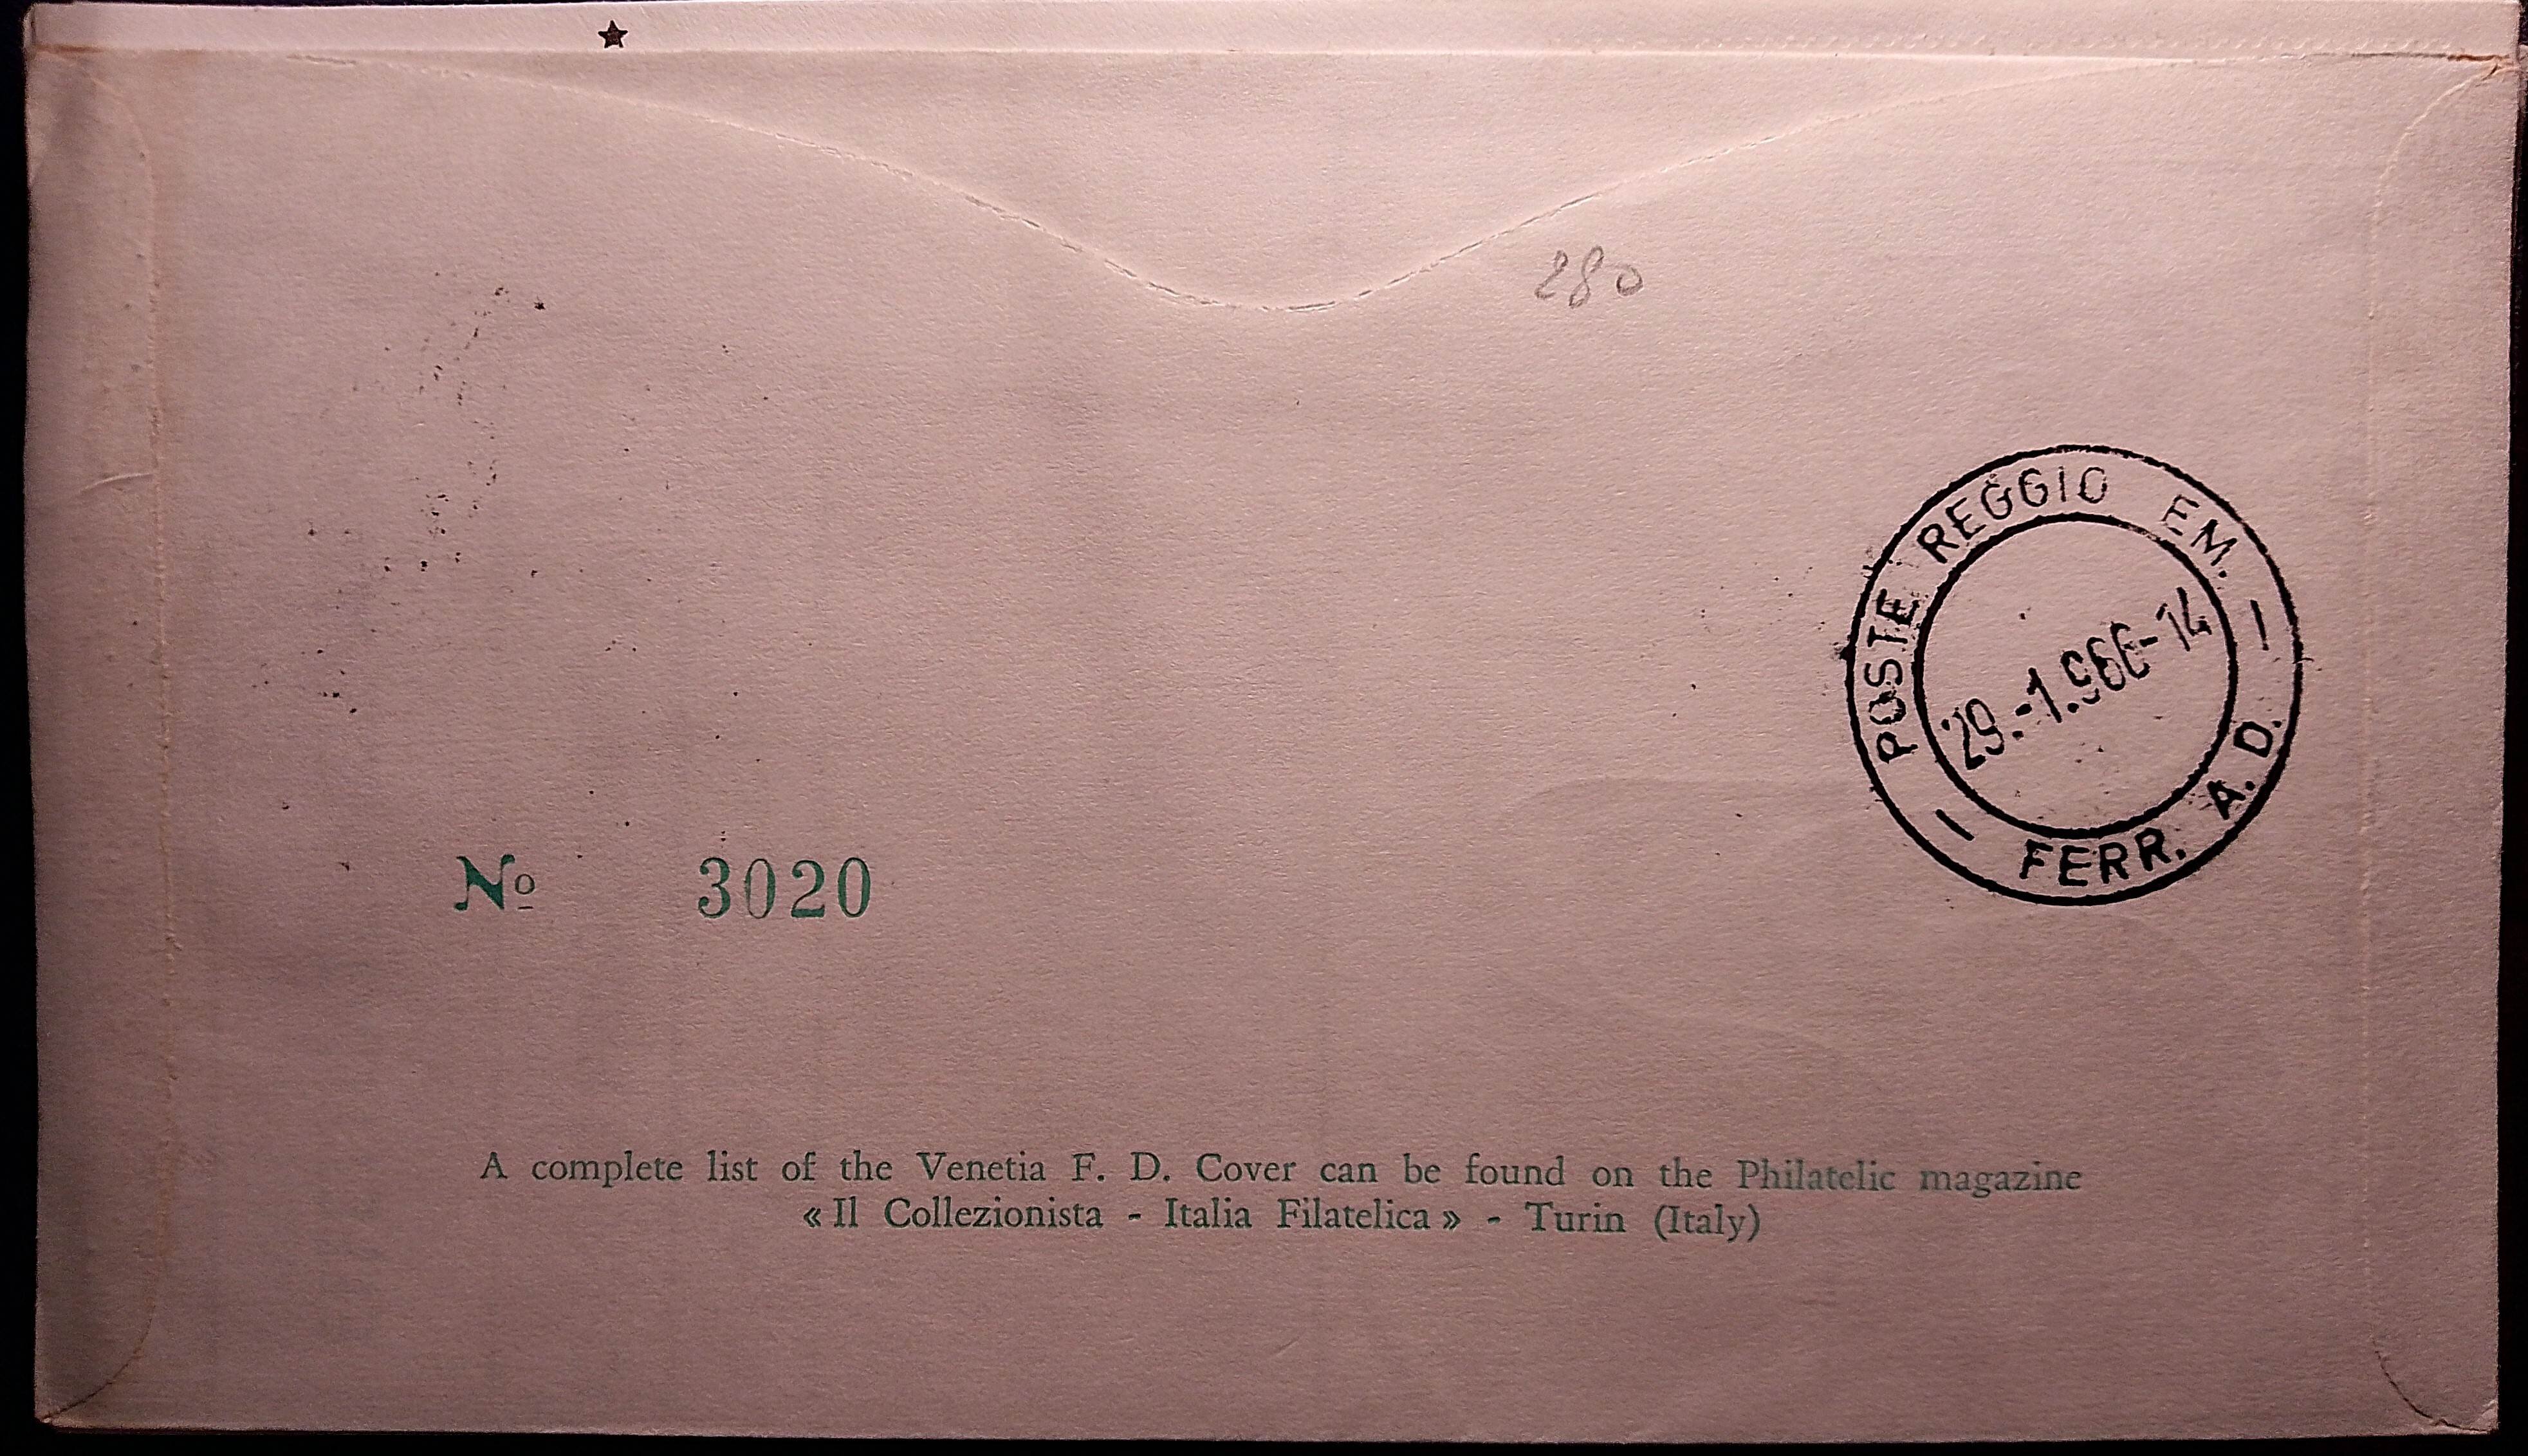 280
POSTE REGGIO EM.
29.-1.966-14
FERR. A.D.
Nº 3020
A complete list of the Venetia F. D. Cover can be found on the Philatelic magazine
« Il Collezionista - Italia Filatelica » - Turin (Italy)